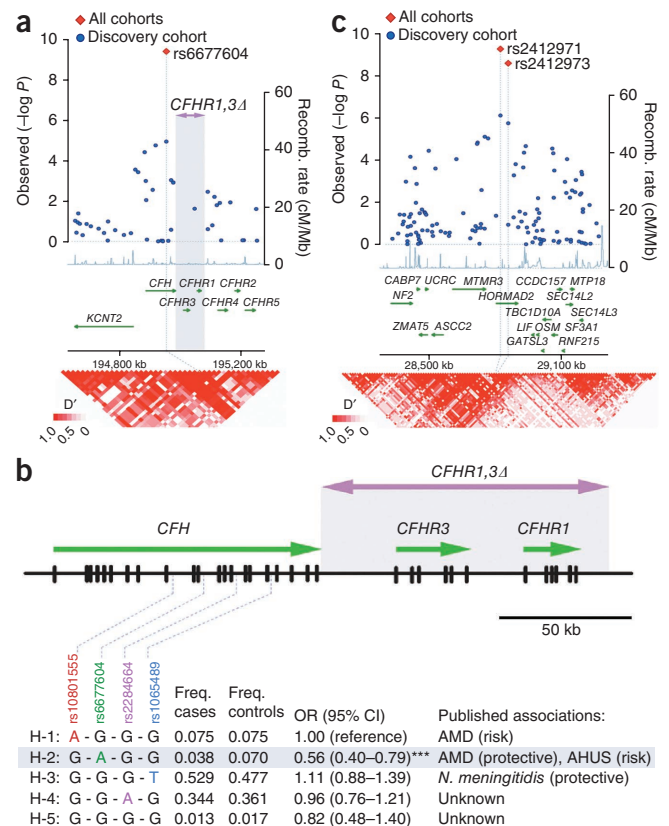 a
All cohorts
Discovery cohort
rs6677604
CFHR1,3Δ
10
8
6
4
2
0
Observed (–log P)
60
40
20
0
Recomb. rate (cM/Mb)
CFH CFHR1 CFHR2
CFHR3 CFHR4 CFHR5
KCNT2
194,800 kb 195,200 kb
D′
1.0 0.5 0
c
All cohorts
Discovery cohort
rs2412971
rs2412973
10
8
6
4
2
0
Observed (–log P)
60
40
20
0
Recomb. rate (cM/Mb)
CABP7 UCRC MTMR3 CCDC157 MTP18
NF2 HORMAD2 SEC14L2
TBC1D10A SEC14L3
ZMAT5 ASCC2 LIF OSM SF3A1
GATSL3 RNF215
28,500 kb 29,100 kb
D′
1.0 0.5 0
b
CFHR1,3Δ
CFH CFHR3 CFHR1
50 kb
rs10801555
rs6677604
rs2284664
rs1065489
Freq. cases Freq. controls OR (95% CI) Published associations:
H-1: A - G - G - G 0.075 0.075 1.00 (reference) AMD (risk)
H-2: G - A - G - G 0.038 0.070 0.56 (0.40–0.79)*** AMD (protective), AHUS (risk)
H-3: G - G - G - T 0.529 0.477 1.11 (0.88–1.39) N. meningitidis (protective)
H-4: G - G - A - G 0.344 0.361 0.96 (0.76–1.21) Unknown
H-5: G - G - G - G 0.013 0.017 0.82 (0.48–1.40) Unknown